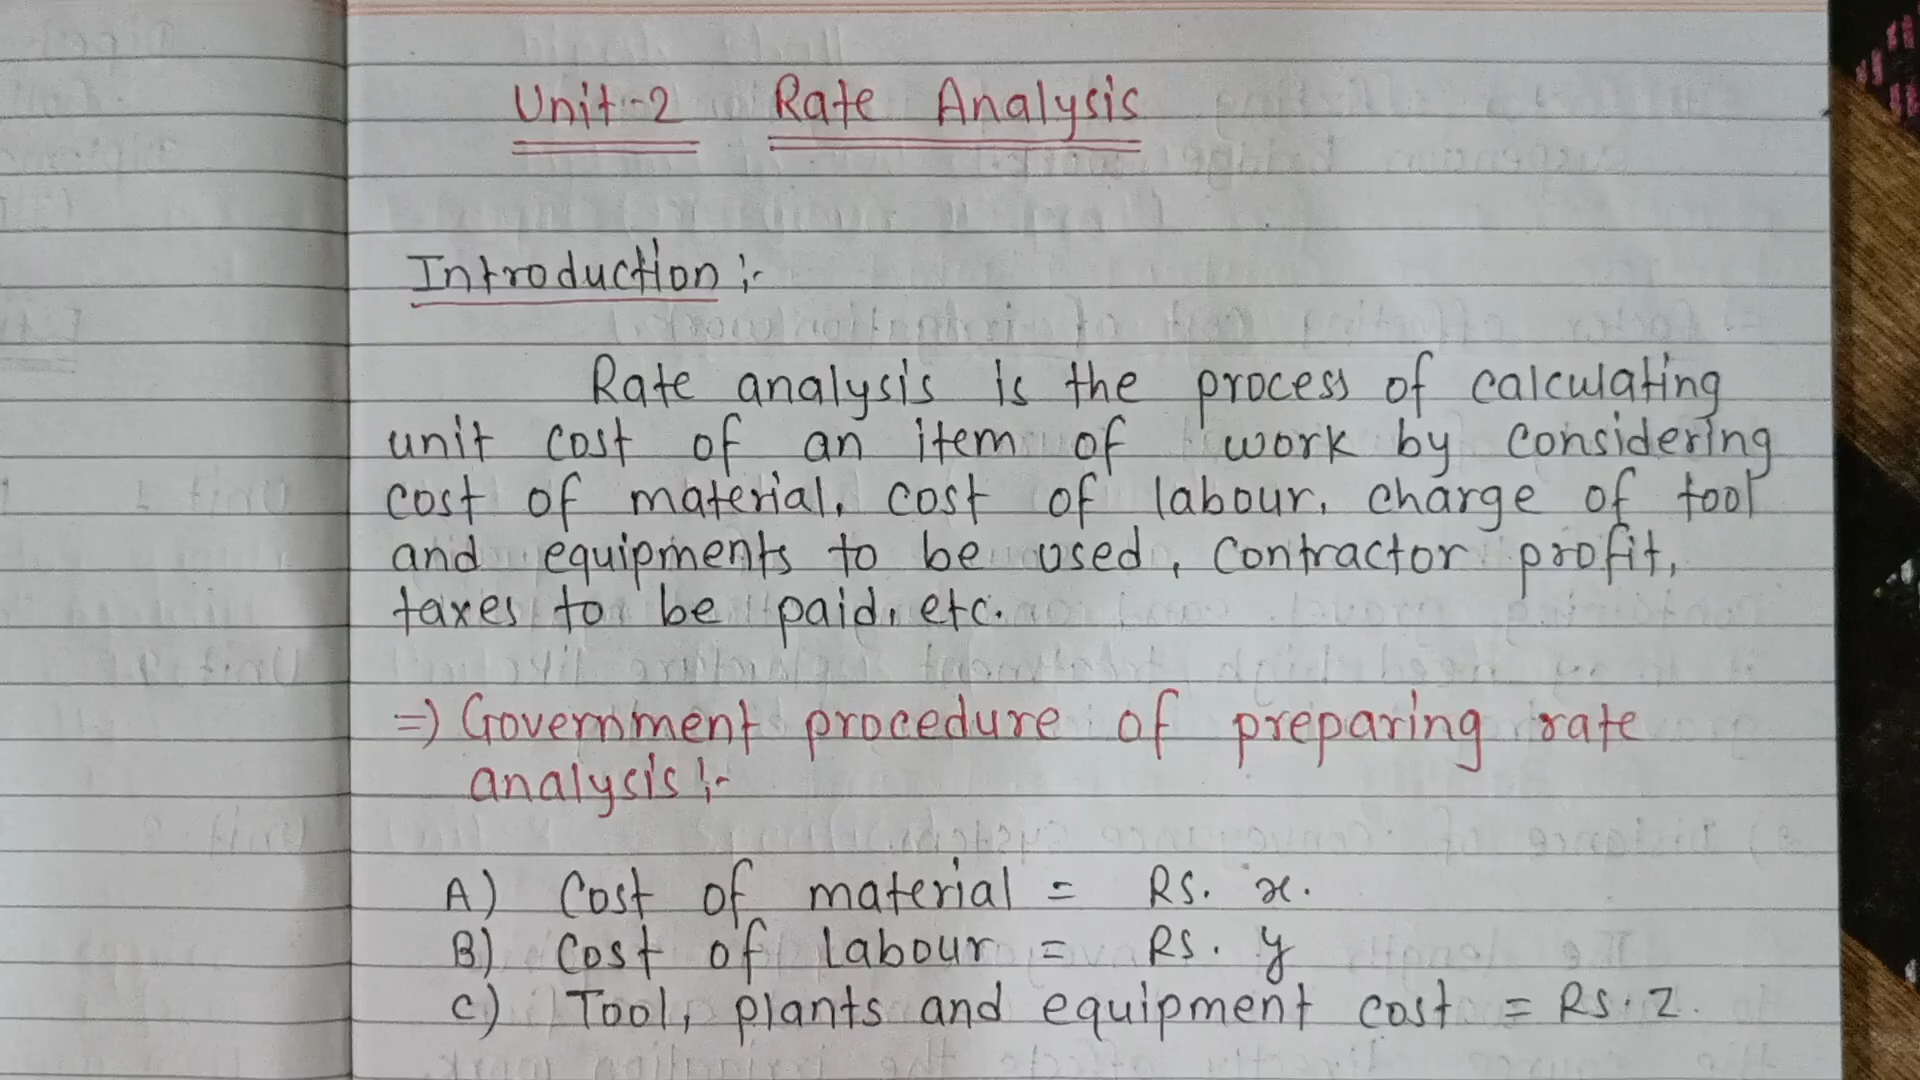 Unit-2 Rate Analysis
Introduction :-
Rate analysis is the process of calculating
unit cost of an item of work by considering
cost of material, cost of labour, charge of tool
and equipments to be used, contractor profit,
taxes to be paid, etc.
=> Government procedure of preparing rate
analysis :-
A) Cost of material = Rs. x.
B) Cost of labour = Rs. y
C) Tool, plants and equipment cost = Rs. z.